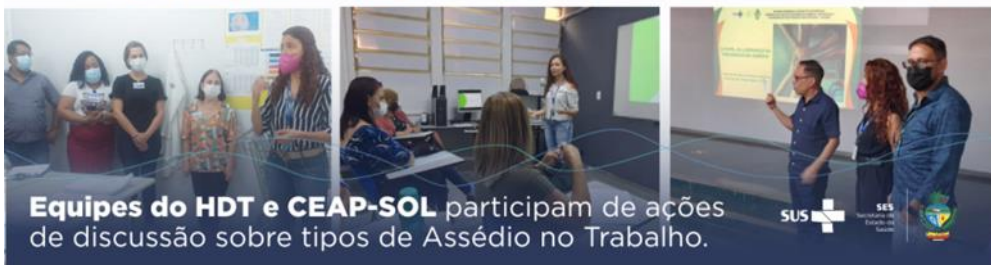 Equipes do HDT e CEAP-SOL participam de ações
de discussão sobre tipos de Assédio no Trabalho.
SUS
SES
Secretaria de
Estado da
Saúde